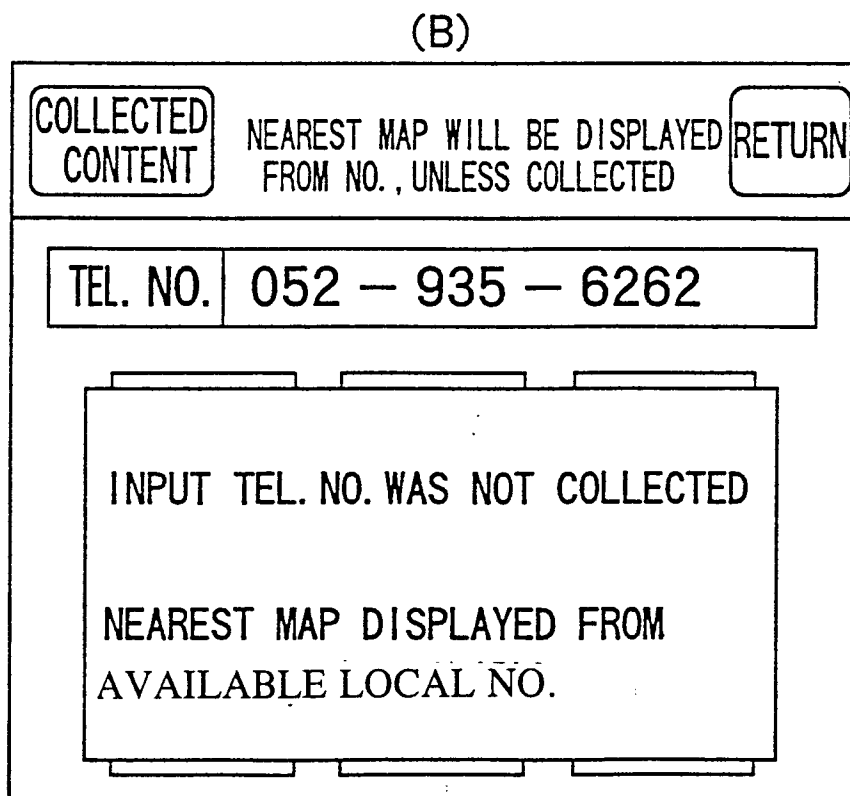 (B)
COLLECTED
CONTENT
NEAREST MAP WILL BE DISPLAYED
FROM NO., UNLESS COLLECTED
RETURN
TEL. NO. 052 – 935 – 6262
INPUT TEL. NO. WAS NOT COLLECTED
NEAREST MAP DISPLAYED FROM
AVAILABLE LOCAL NO.